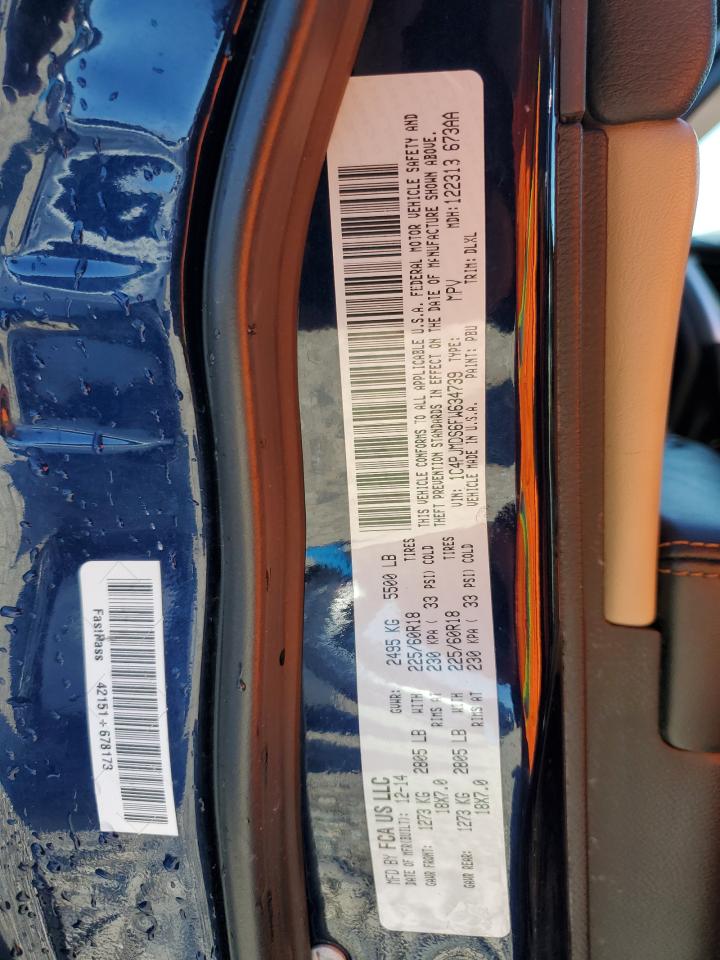 MFD BY FCA US LLC
DATE OF MFR(BUILT): 12-14 GVWR: 2495 KG 5500 LB
GAWR FRONT: 1273 KG 2805 LB WITH 225/60R18 TIRES
18X7.0 RIMS AT 230 KPA ( 33 PSI) COLD
GAWR REAR: 1273 KG 2805 LB WITH 225/60R18 TIRES
18X7.0 RIMS AT 230 KPA ( 33 PSI) COLD
THIS VEHICLE CONFORMS TO ALL APPLICABLE U.S.A. FEDERAL MOTOR VEHICLE SAFETY AND
THEFT PREVENTION STANDARDS IN EFFECT ON THE DATE OF MANUFACTURE SHOWN ABOVE.
VIN: 1C4PJMDS6FW634739 TYPE: MPV MDH:122313 673AA
VEHICLE MADE IN U.S.A. PAINT: PBU TRIM: DLXL
FastPass
42151 ÷ 678173